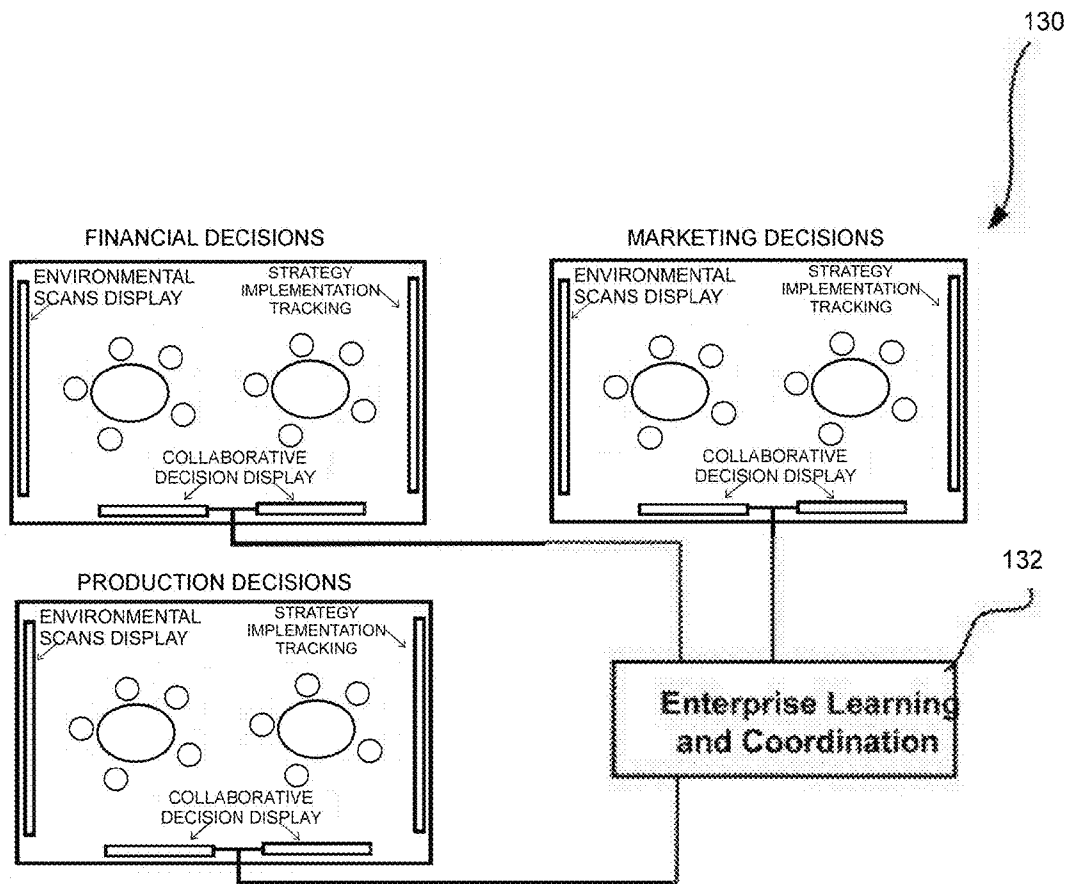 130
FINANCIAL DECISIONS
ENVIRONMENTAL
SCANS DISPLAY
STRATEGY
IMPLEMENTATION
TRACKING
COLLABORATIVE
DECISION DISPLAY
MARKETING DECISIONS
ENVIRONMENTAL
SCANS DISPLAY
STRATEGY
IMPLEMENTATION
TRACKING
COLLABORATIVE
DECISION DISPLAY
PRODUCTION DECISIONS
ENVIRONMENTAL
SCANS DISPLAY
STRATEGY
IMPLEMENTATION
TRACKING
COLLABORATIVE
DECISION DISPLAY
132
Enterprise Learning
and Coordination